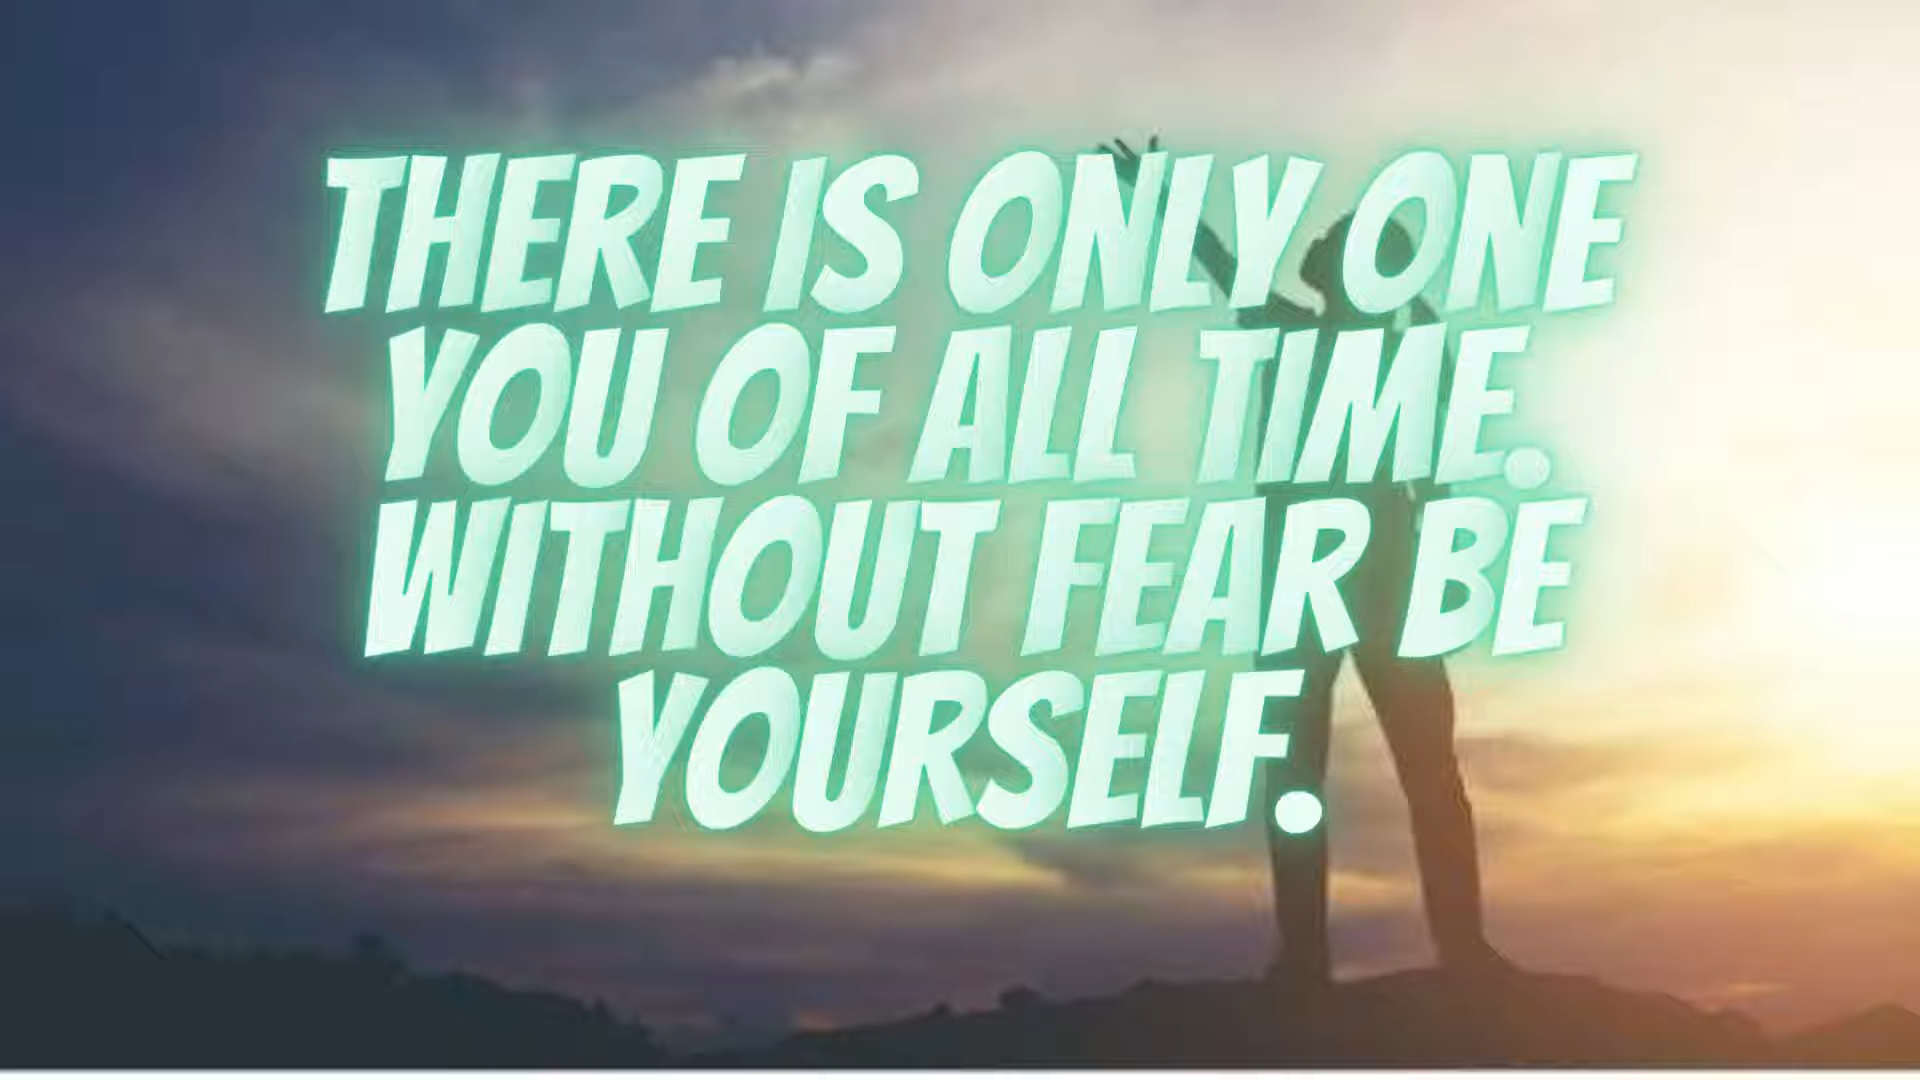 THERE IS ONLY ONE
YOU OF ALL TIME.
WITHOUT FEAR BE
YOURSELF.